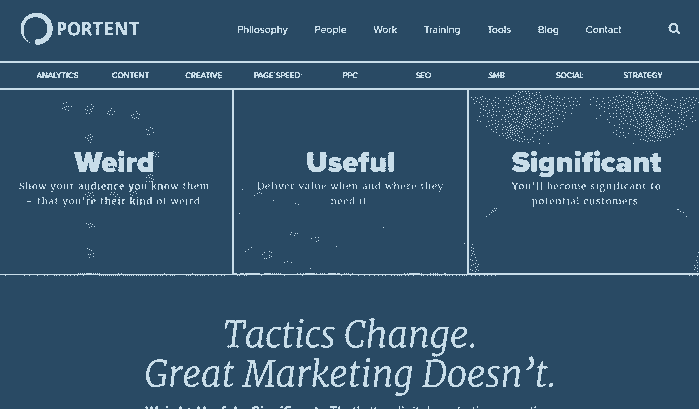 PORTENT
Philosophy People Work Training Tools Blog Contact
ANALYTICS CONTENT CREATIVE PAGE SPEED PPC SEO SMB SOCIAL STRATEGY
Weird
Show your audience you know them
– that you're their kind of weird
Useful
Deliver value when and where they
need it
Significant
You'll become significant to
potential customers
Tactics Change.
Great Marketing Doesn't.